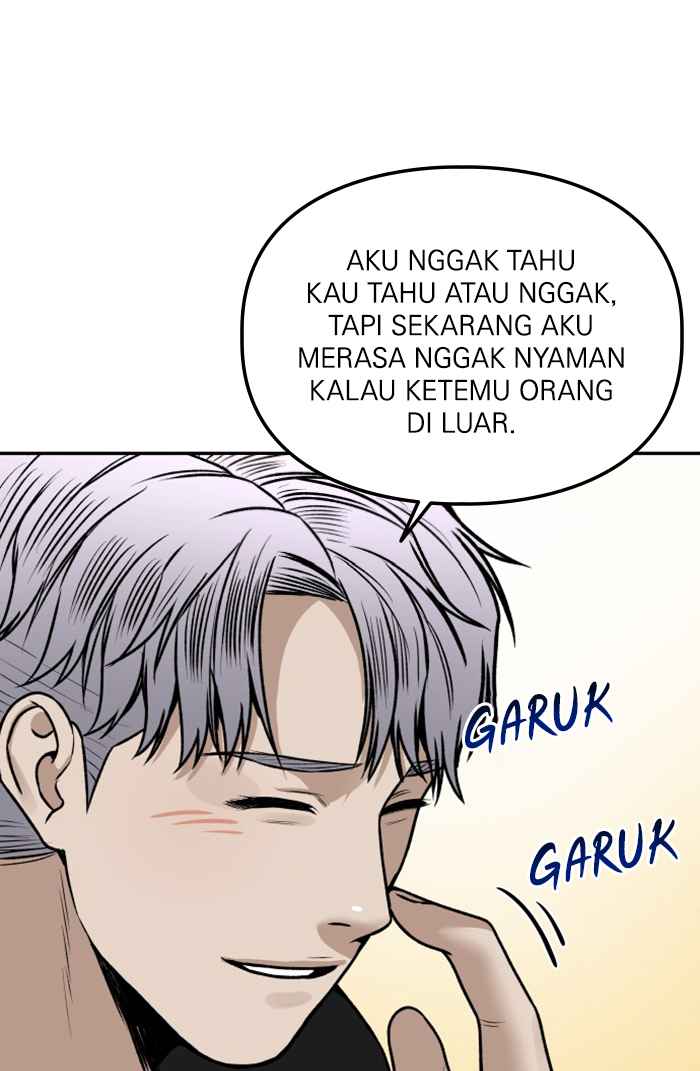 AKU NGGAK TAHU
KAU TAHU ATAU NGGAK,
TAPI SEKARANG AKU
MERASA NGGAK NYAMAN
KALAU KETEMU ORANG
DI LUAR.
GARUK
GARUK